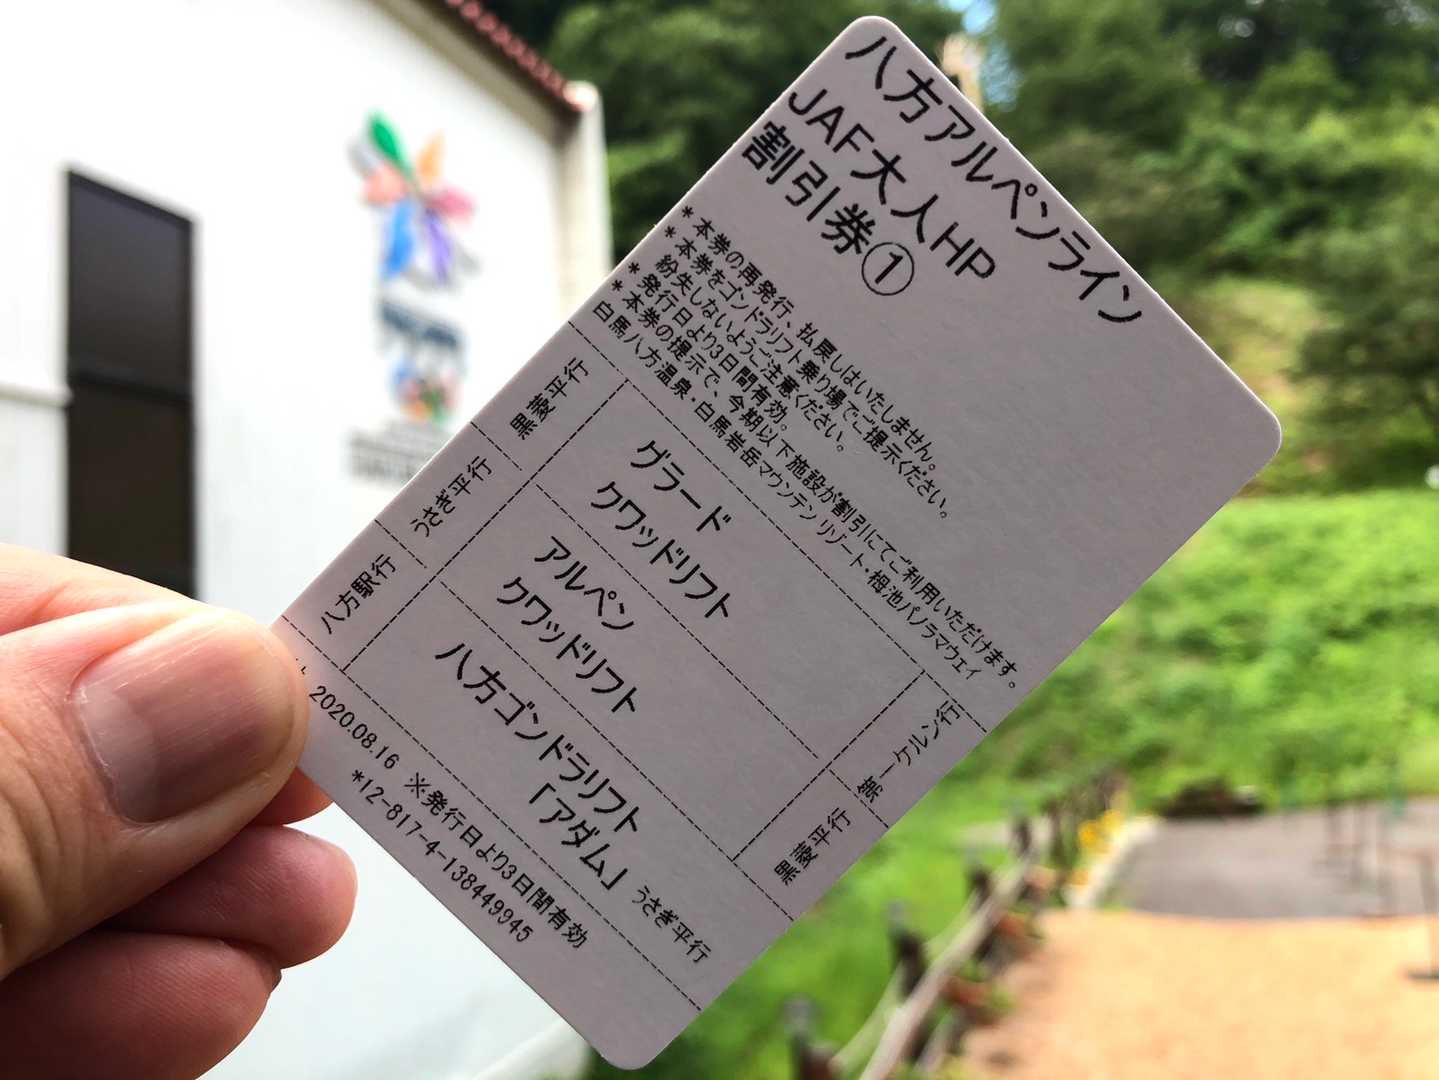 八方アルペンライン
JAF大人HP
割引券①
*本券の再発行、払戻しはいたしません。
*本券をゴンドラリフト乗り場でご提示ください。
紛失しないようご注意ください。
*発行日より3日間有効。
*本券の提示で、今期以下施設が割引にてご利用いただけます。
白馬八方温泉・白馬岩岳マウンテンリゾート・栂池パノラマウェイ
黒菱平行
グラード
クワッドリフト
第一ケルン行
うさぎ平行
アルペン
クワッドリフト
黒菱平行
八方駅行
八方ゴンドラリフト
「アダム」
うさぎ平行
2020.08.16 ※発行日より3日間有効
*12-817-4-138449945